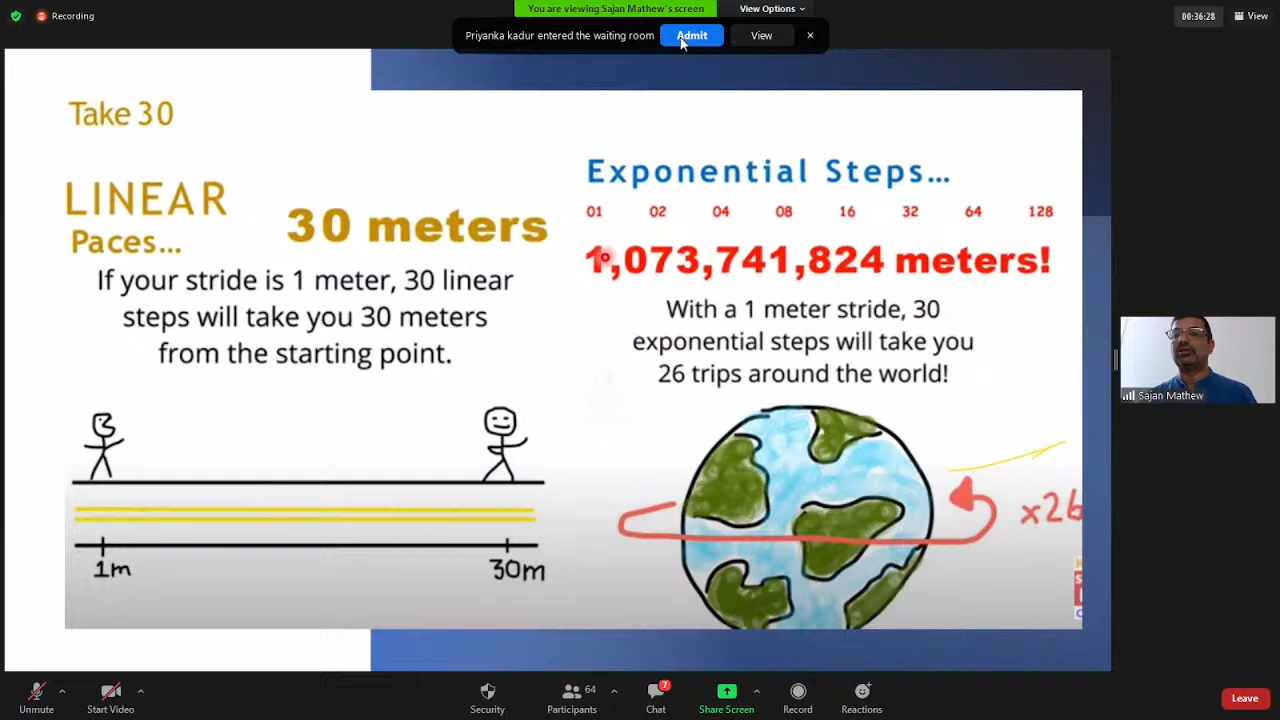 Recording
You are viewing Sajan Mathew's screen
View Options
Priyanka kadur entered the waiting room
Admit
View
00:36:28
View
Take 30
LINEAR
Paces...
30 meters
If your stride is 1 meter, 30 linear
steps will take you 30 meters
from the starting point.
1m
30m
Exponential Steps...
01 02 04 08 16 32 64 128
1,073,741,824 meters!
With a 1 meter stride, 30
exponential steps will take you
26 trips around the world!
x26
Sajan Mathew
Unmute
Start Video
Security
64
Participants
7
Chat
Share Screen
Record
Reactions
Leave